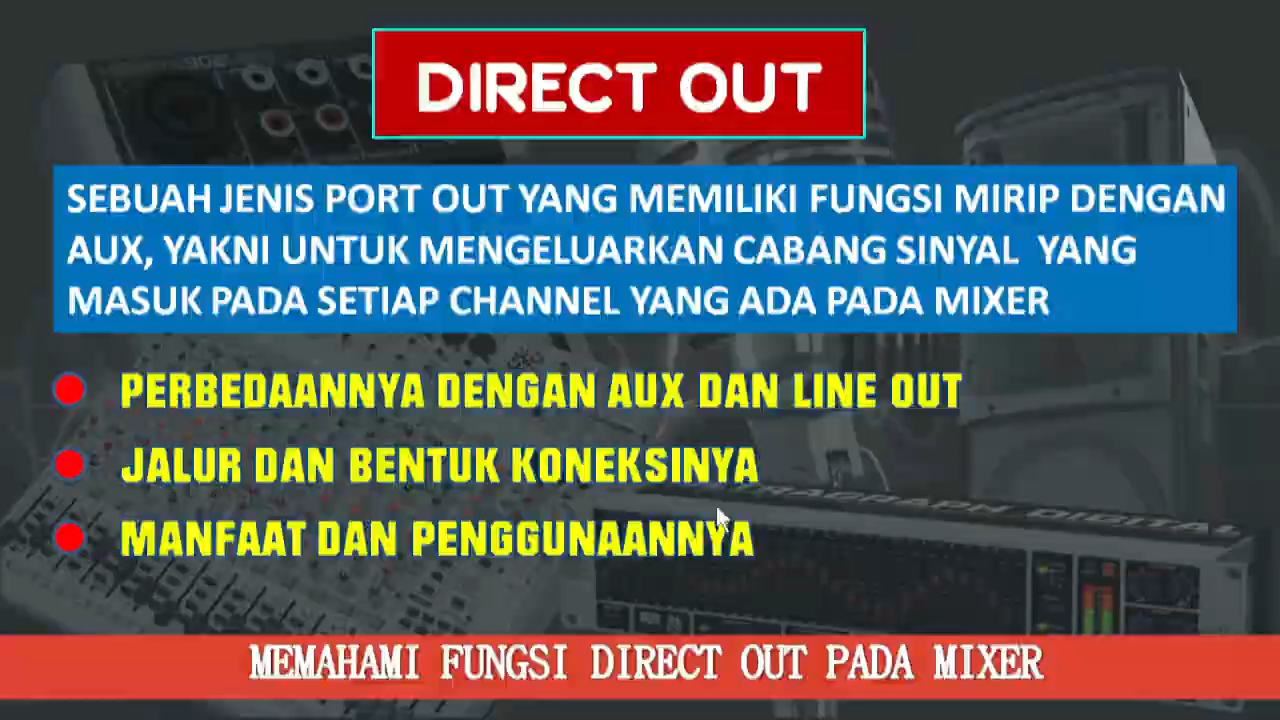 DIRECT OUT
SEBUAH JENIS PORT OUT YANG MEMILIKI FUNGSI MIRIP DENGAN
AUX, YAKNI UNTUK MENGELUARKAN CABANG SINYAL YANG
MASUK PADA SETIAP CHANNEL YANG ADA PADA MIXER
PERBEDAANNYA DENGAN AUX DAN LINE OUT
JALUR DAN BENTUK KONEKSINYA
MANFAAT DAN PENGGUNAANNYA
MEMAHAMI FUNGSI DIRECT OUT PADA MIXER